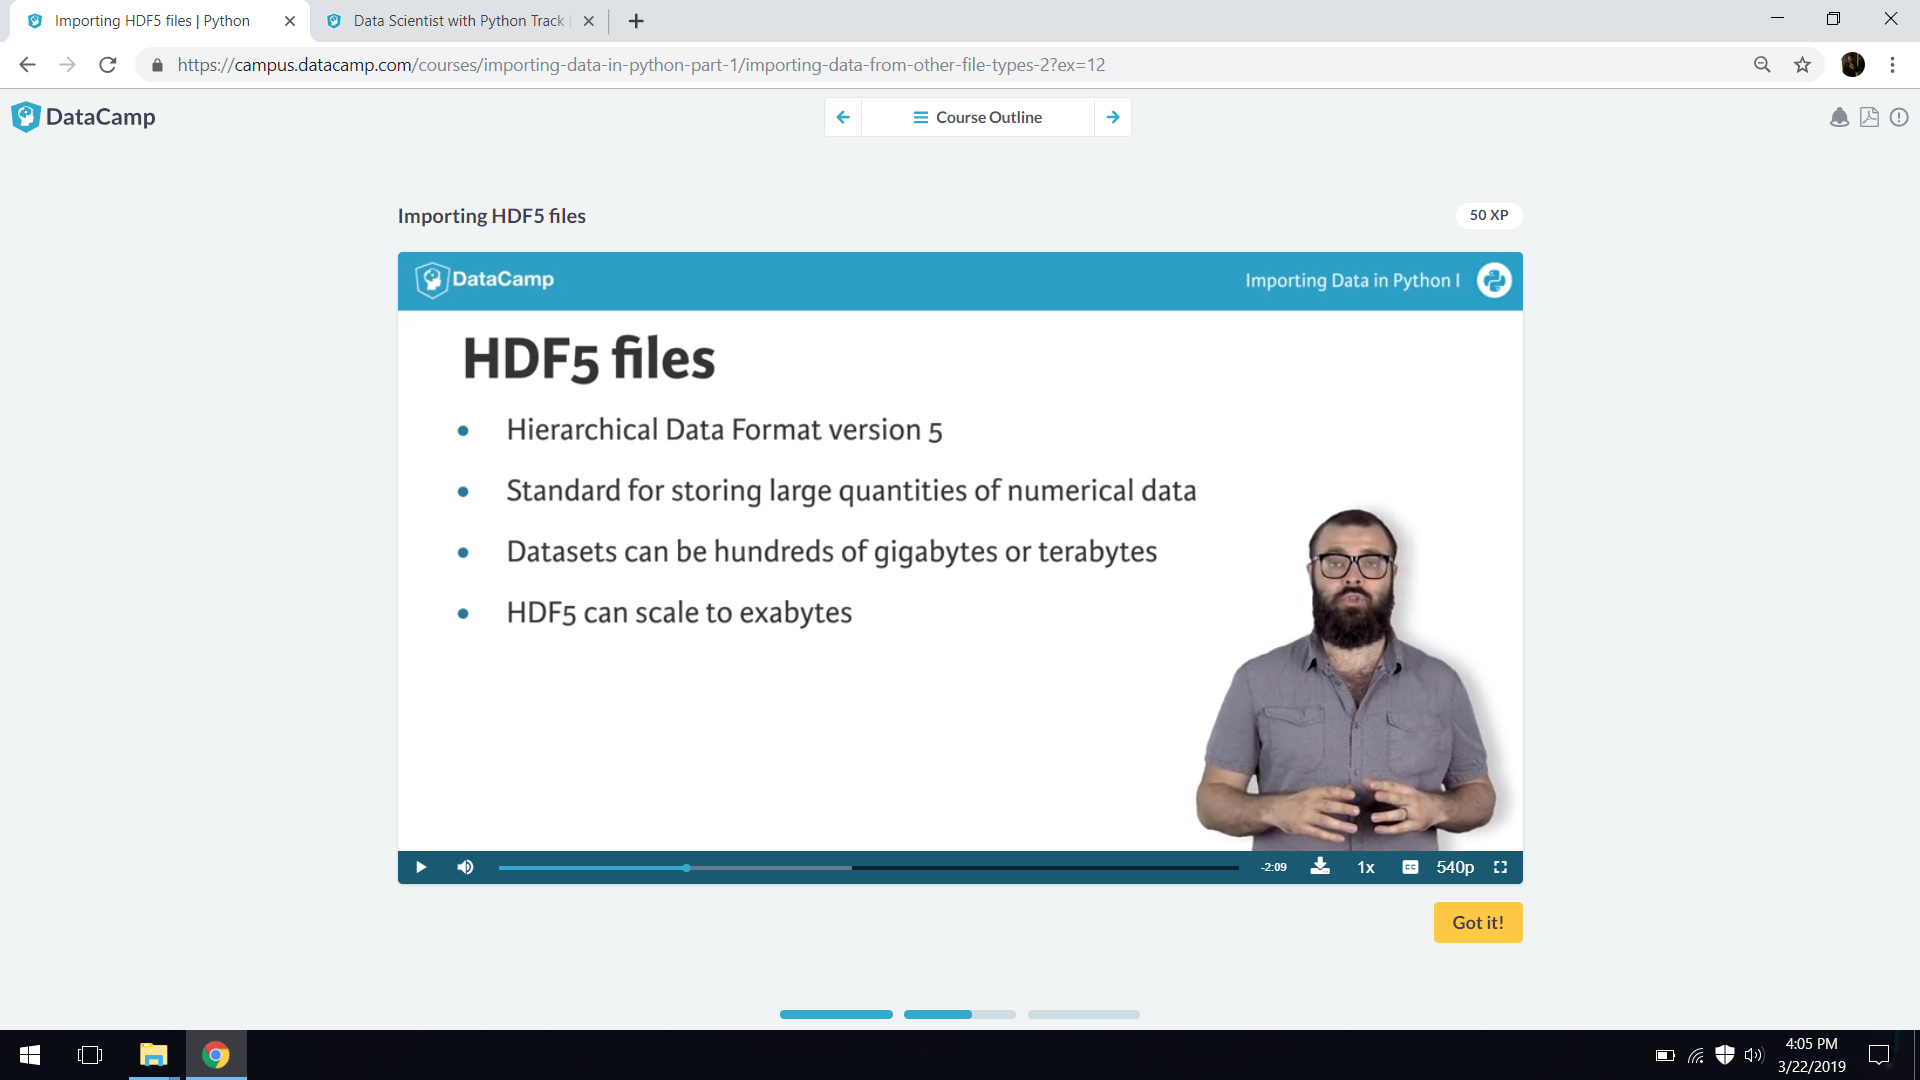 Importing HDF5 files | Python
Data Scientist with Python Track
https://campus.datacamp.com/courses/importing-data-in-python-part-1/importing-data-from-other-file-types-2?ex=12
DataCamp
Course Outline
Importing HDF5 files
50 XP
DataCamp
Importing Data in Python I
HDF5 files
• Hierarchical Data Format version 5
• Standard for storing large quantities of numerical data
• Datasets can be hundreds of gigabytes or terabytes
• HDF5 can scale to exabytes
-2:09
1x
CC
540p
Got it!
4:05 PM
3/22/2019